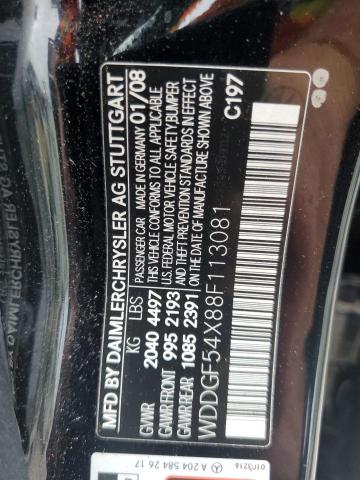 MFD BY DAIMLERCHRYSLER AG STUTTGART
KG LBS PASSENGER CAR MADE IN GERMANY 01/08
GVWR 2040 4497 THIS VEHICLE CONFORMS TO ALL APPLICABLE
GAWR FRONT 995 2193 U.S. FEDERAL MOTOR VEHICLE SAFETY, BUMPER
GAWR REAR 1085 2391 AND THEFT PREVENTION STANDARDS
IN EFFECT ON THE DATE OF MANUFACTURE SHOWN ABOVE
WDDGF54X88F113081 C197
A 204 584 26 17